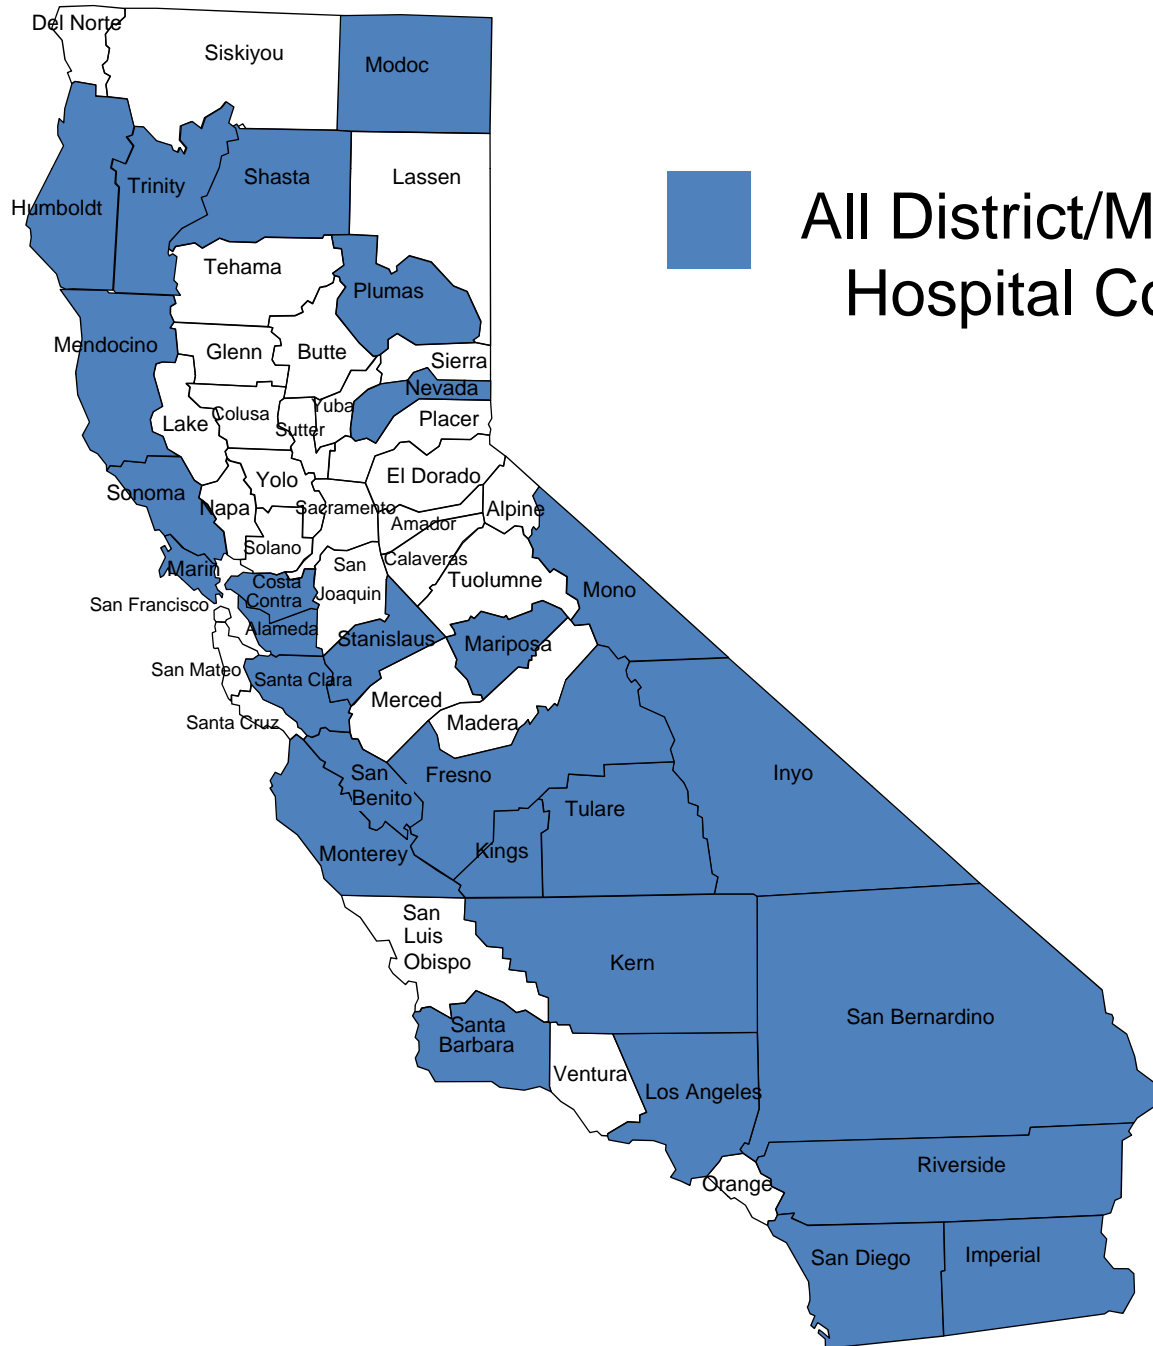 Del Norte
Siskiyou
Modoc
Humboldt
Trinity
Shasta
Lassen
All District/M
Hospital Co
Tehama
Plumas
Mendocino
Glenn
Butte
Sierra
Nevada
Lake
Colusa
Sutter
Yuba
Placer
Sonoma
Napa
Yolo
El Dorado
Sacramento
Alpine
Amador
Solano
Marin
San
Joaquin
Calaveras
Tuolumne
Mono
Costa
Contra
San Francisco
Alameda
Stanislaus
Mariposa
San Mateo
Santa Clara
Merced
Madera
Santa Cruz
San
Benito
Fresno
Inyo
Tulare
Monterey
Kings
San
Luis
Obispo
Kern
San Bernardino
Santa
Barbara
Ventura
Los Angeles
Orange
Riverside
San Diego
Imperial